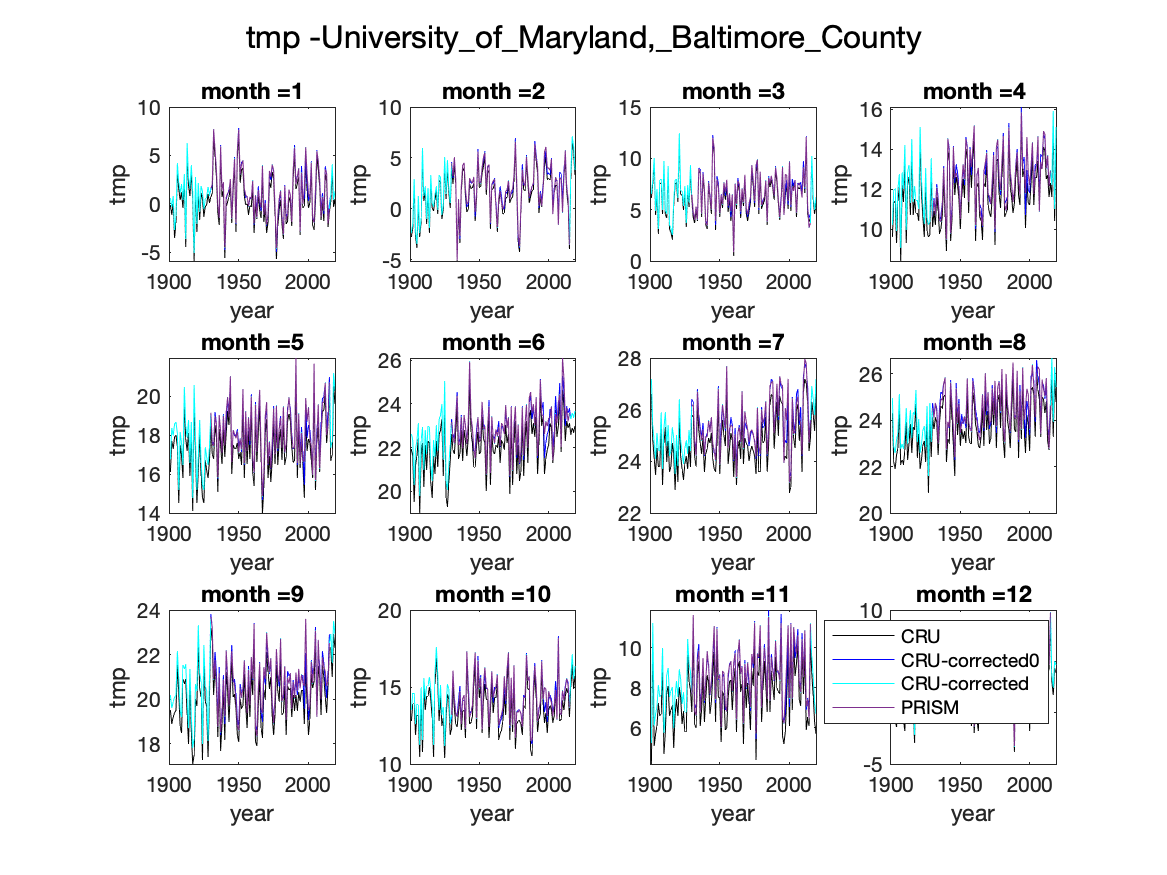 tmp -University_of_Maryland,_Baltimore_County
month =1
month =2
month =3
month =4
10
5
0
-5
tmp
1900 1950 2000
year
10
5
0
-5
tmp
1900 1950 2000
year
15
10
5
0
tmp
1900 1950 2000
year
16
14
12
10
tmp
1900 1950 2000
year
month =5
month =6
month =7
month =8
20
18
16
14
tmp
1900 1950 2000
year
26
24
22
20
tmp
1900 1950 2000
year
28
26
24
22
tmp
1900 1950 2000
year
26
24
22
20
tmp
1900 1950 2000
year
month =9
month =10
month =11
month =12
24
22
20
18
tmp
1900 1950 2000
year
20
15
10
tmp
1900 1950 2000
year
10
8
6
tmp
1900 1950 2000
year
10
-5
1900 1950 2000
year
CRU
CRU-corrected0
CRU-corrected
PRISM